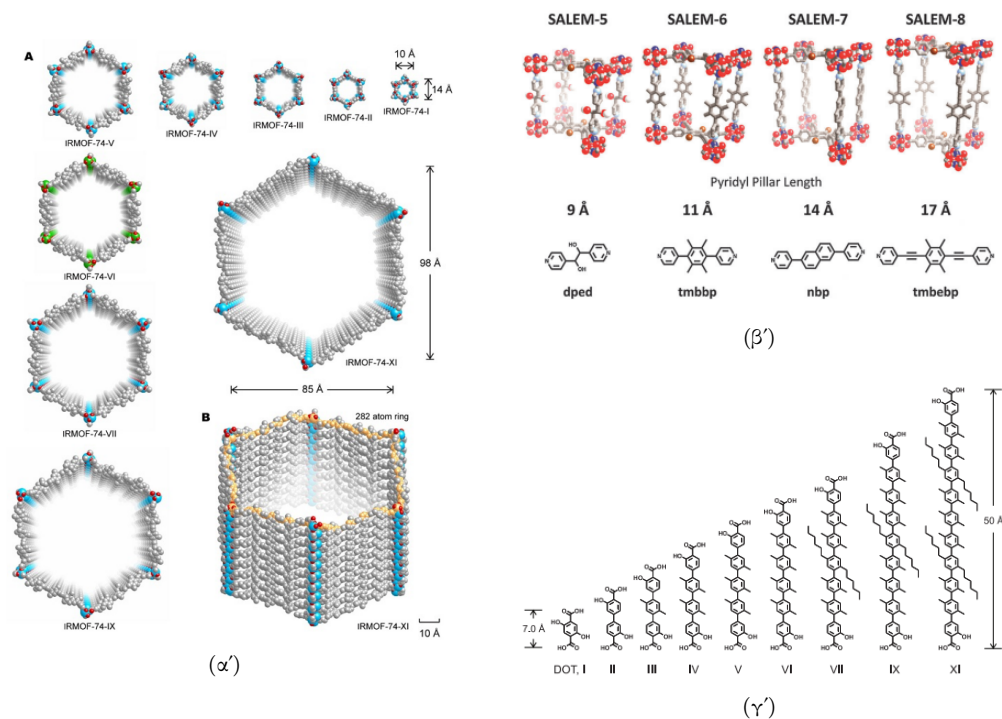 A
IRMOF-74-V
IRMOF-74-IV
IRMOF-74-III
IRMOF-74-II
IRMOF-74-I
10 Å
14 Å
IRMOF-74-VI
IRMOF-74-VII
IRMOF-74-IX
98 Å
IRMOF-74-XI
85 Å
B
282 atom ring
IRMOF-74-XI
10 Å
(α′)
SALEM-5 SALEM-6 SALEM-7 SALEM-8
Pyridyl Pillar Length
9 Å 11 Å 14 Å 17 Å
N HO OH N
N N
N N
N N
dped tmbbp nbp tmbebp
(β′)
7.0 Å
50 Å
DOT, I II III IV V VI VII IX XI
(γ′)